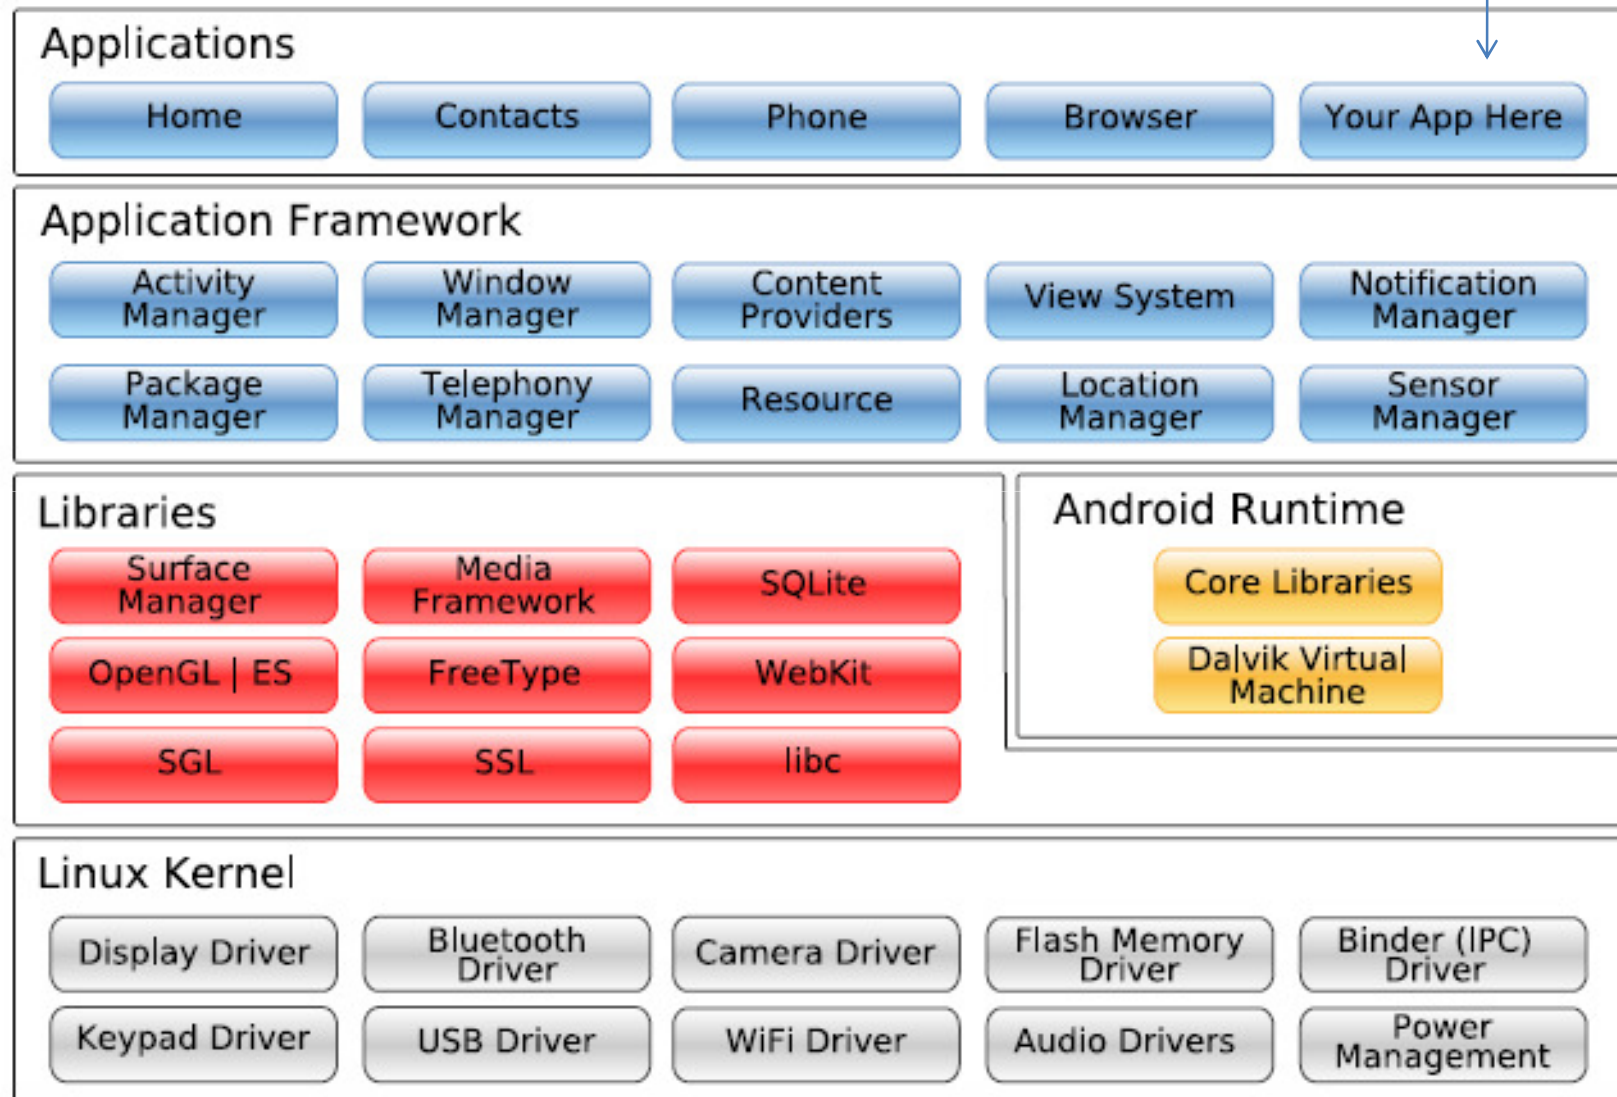 Applications
Home
Contacts
Phone
Browser
Your App Here
Application Framework
Activity
Manager
Window
Manager
Content
Providers
View System
Notification
Manager
Package
Manager
Telephony
Manager
Resource
Location
Manager
Sensor
Manager
Libraries
Surface
Manager
Media
Framework
SQLite
OpenGL | ES
FreeType
WebKit
SGL
SSL
libc
Android Runtime
Core Libraries
Dalvik Virtual
Machine
Linux Kernel
Display Driver
Bluetooth
Driver
Camera Driver
Flash Memory
Driver
Binder (IPC)
Driver
Keypad Driver
USB Driver
WiFi Driver
Audio Drivers
Power
Management